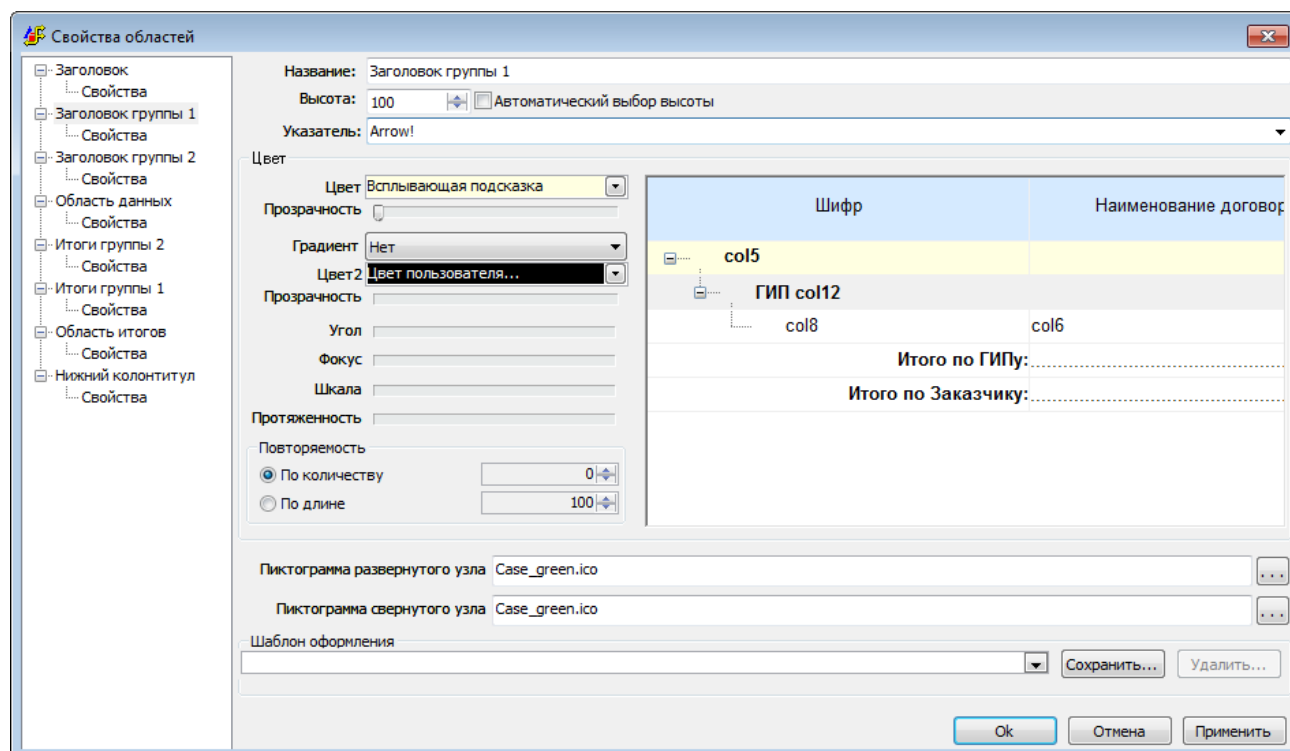 Свойства областей
Заголовок
Свойства
Заголовок группы 1
Свойства
Заголовок группы 2
Свойства
Область данных
Свойства
Итоги группы 2
Свойства
Итоги группы 1
Свойства
Область итогов
Свойства
Нижний колонтитул
Свойства
Название: Заголовок группы 1
Высота: 100 Автоматический выбор высоты
Указатель: Arrow!
Цвет
Цвет Всплывающая подсказка
Прозрачность
Градиент Нет
Цвет2 Цвет пользователя...
Прозрачность
Угол
Фокус
Шкала
Протяженность
Повторяемость
По количеству 0
По длине 100
Шифр Наименование договор
col5
ГИП col12
col8 col6
Итого по ГИПу:
Итого по Заказчику:
Пиктограмма развернутого узла Case_green.ico ...
Пиктограмма свернутого узла Case_green.ico ...
Шаблон оформления
Сохранить... Удалить...
Ok Отмена Применить